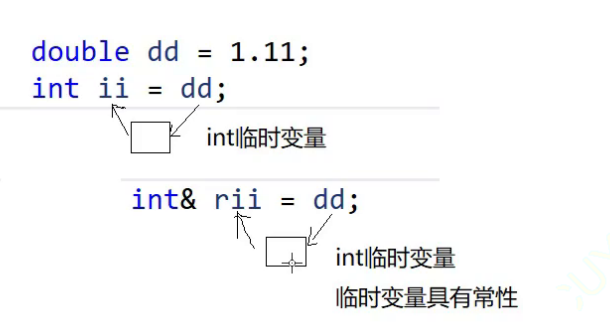 double dd = 1.11;
int ii = dd;
int临时变量
int& rii = dd;
int临时变量
临时变量具有常性